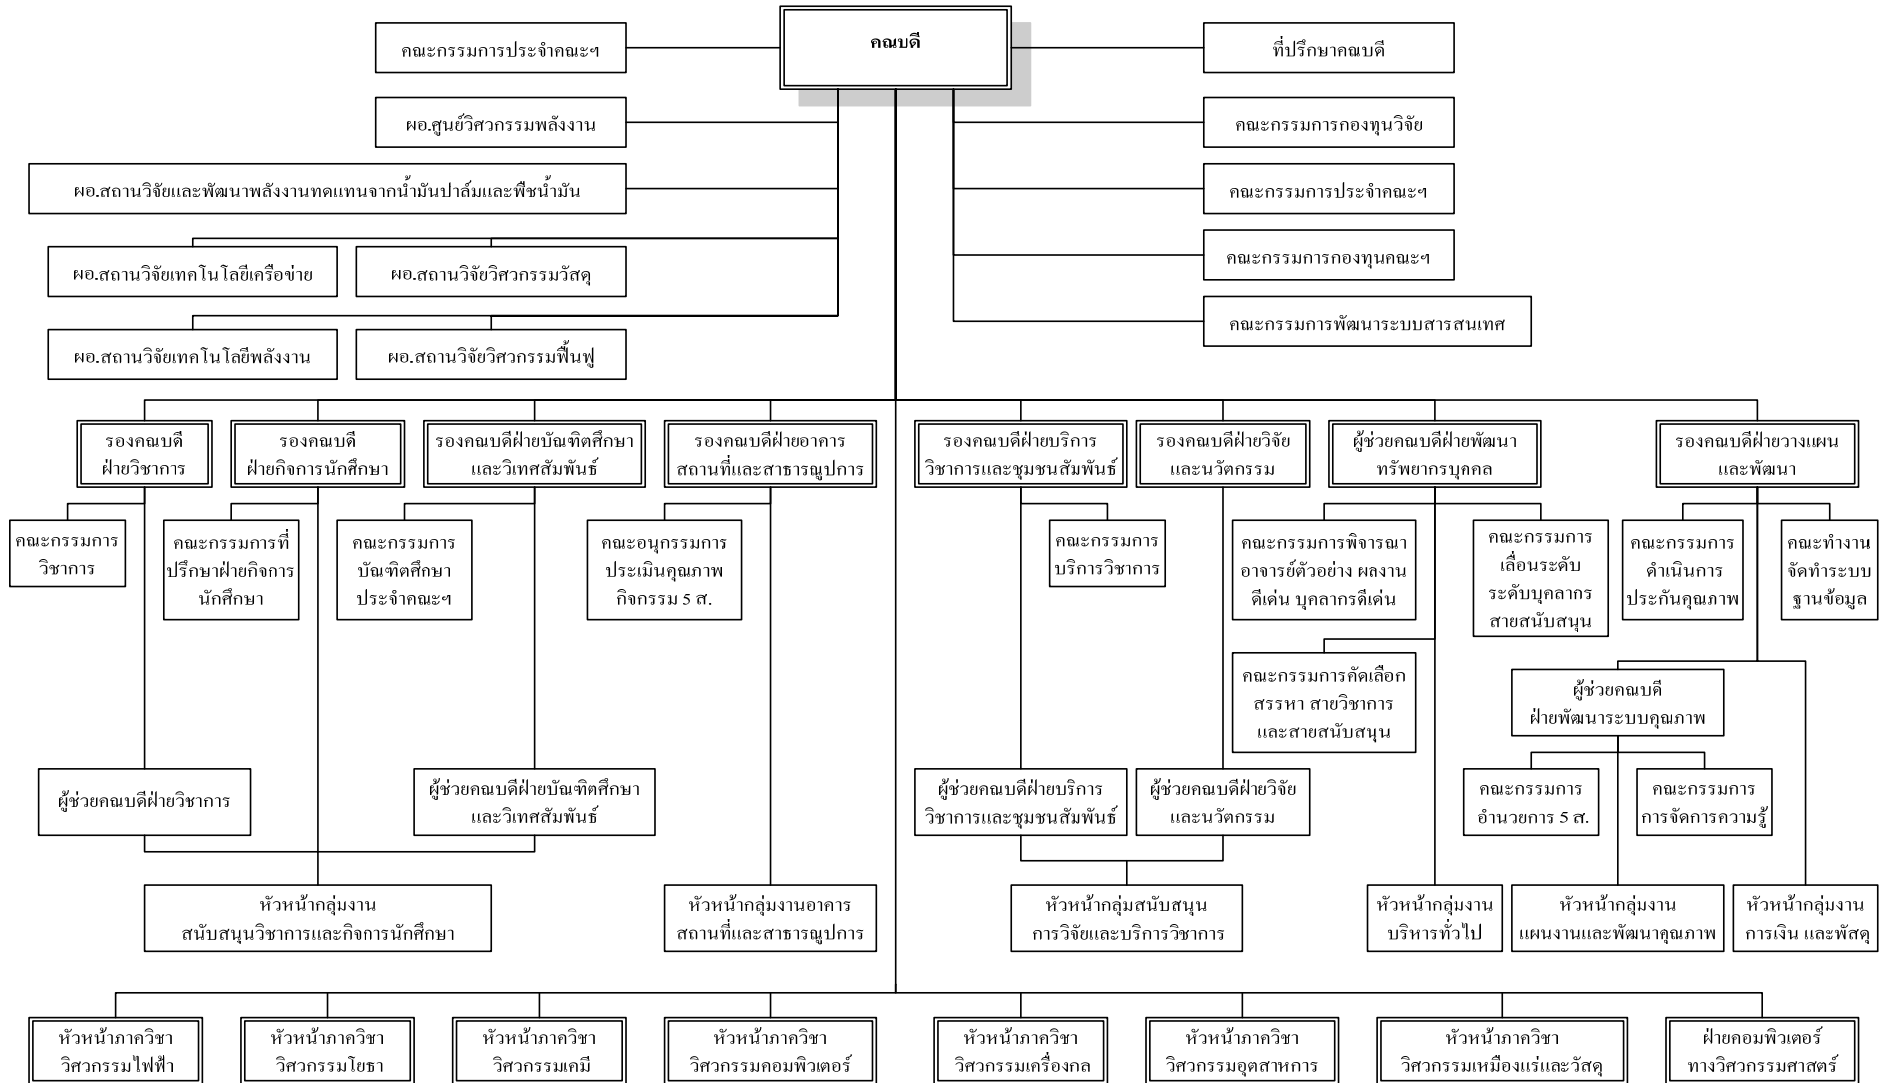 คณบดี
คณะกรรมการประจำคณะฯ
ที่ปรึกษาคณบดี
ผอ.ศูนย์วิศวกรรมพลังงาน
คณะกรรมการกองทุนวิจัย
ผอ.สถานวิจัยและพัฒนาพลังงานทดแทนจากน้ำมันปาล์มและพืชน้ำมัน
คณะกรรมการประจำคณะฯ
ผอ.สถานวิจัยเทคโนโลยีเครือข่าย
ผอ.สถานวิจัยวิศวกรรมวัสดุ
คณะกรรมการกองทุนคณะฯ
คณะกรรมการพัฒนาระบบสารสนเทศ
ผอ.สถานวิจัยเทคโนโลยีพลังงาน
ผอ.สถานวิจัยวิศวกรรมฟื้นฟู
รองคณบดี
ฝ่ายวิชาการ
รองคณบดี
ฝ่ายกิจการนักศึกษา
รองคณบดีฝ่ายบัณฑิตศึกษา
และวิเทศสัมพันธ์
รองคณบดีฝ่ายอาคาร
สถานที่และสาธารณูปการ
รองคณบดีฝ่ายบริการ
วิชาการและชุมชนสัมพันธ์
รองคณบดีฝ่ายวิจัย
และนวัตกรรม
ผู้ช่วยคณบดีฝ่ายพัฒนา
ทรัพยากรบุคคล
รองคณบดีฝ่ายวางแผน
และพัฒนา
คณะกรรมการ
วิชาการ
คณะกรรมการที่
ปรึกษาฝ่ายกิจการ
นักศึกษา
คณะกรรมการ
บัณฑิตศึกษา
ประจำคณะฯ
คณะอนุกรรมการ
ประเมินคุณภาพ
กิจกรรม 5 ส.
คณะกรรมการ
บริการวิชาการ
คณะกรรมการพิจารณา
อาจารย์ตัวอย่าง ผลงาน
ดีเด่น บุคลากรดีเด่น
คณะกรรมการ
เลื่อนระดับ
ระดับบุคลากร
สายสนับสนุน
คณะกรรมการ
ดำเนินการ
ประกันคุณภาพ
คณะทำงาน
จัดทำระบบ
ฐานข้อมูล
คณะกรรมการคัดเลือก
สรรหา สายวิชาการ
และสายสนับสนุน
ผู้ช่วยคณบดี
ฝ่ายพัฒนาระบบคุณภาพ
ผู้ช่วยคณบดีฝ่ายวิชาการ
ผู้ช่วยคณบดีฝ่ายบัณฑิตศึกษา
และวิเทศสัมพันธ์
ผู้ช่วยคณบดีฝ่ายบริการ
วิชาการและชุมชนสัมพันธ์
ผู้ช่วยคณบดีฝ่ายวิจัย
และนวัตกรรม
คณะกรรมการ
อำนวยการ 5 ส.
คณะกรรมการ
การจัดการความรู้
หัวหน้ากลุ่มงาน
สนับสนุนวิชาการและกิจการนักศึกษา
หัวหน้ากลุ่มงานอาคาร
สถานที่และสาธารณูปการ
หัวหน้ากลุ่มสนับสนุน
การวิจัยและบริการวิชาการ
หัวหน้ากลุ่มงาน
บริหารทั่วไป
หัวหน้ากลุ่มงาน
แผนงานและพัฒนาคุณภาพ
หัวหน้ากลุ่มงาน
การเงิน และพัสดุ
หัวหน้าภาควิชา
วิศวกรรมไฟฟ้า
หัวหน้าภาควิชา
วิศวกรรมโยธา
หัวหน้าภาควิชา
วิศวกรรมเคมี
หัวหน้าภาควิชา
วิศวกรรมคอมพิวเตอร์
หัวหน้าภาควิชา
วิศวกรรมเครื่องกล
หัวหน้าภาควิชา
วิศวกรรมอุตสาหการ
หัวหน้าภาควิชา
วิศวกรรมเหมืองแร่และวัสดุ
ฝ่ายคอมพิวเตอร์
ทางวิศวกรรมศาสตร์